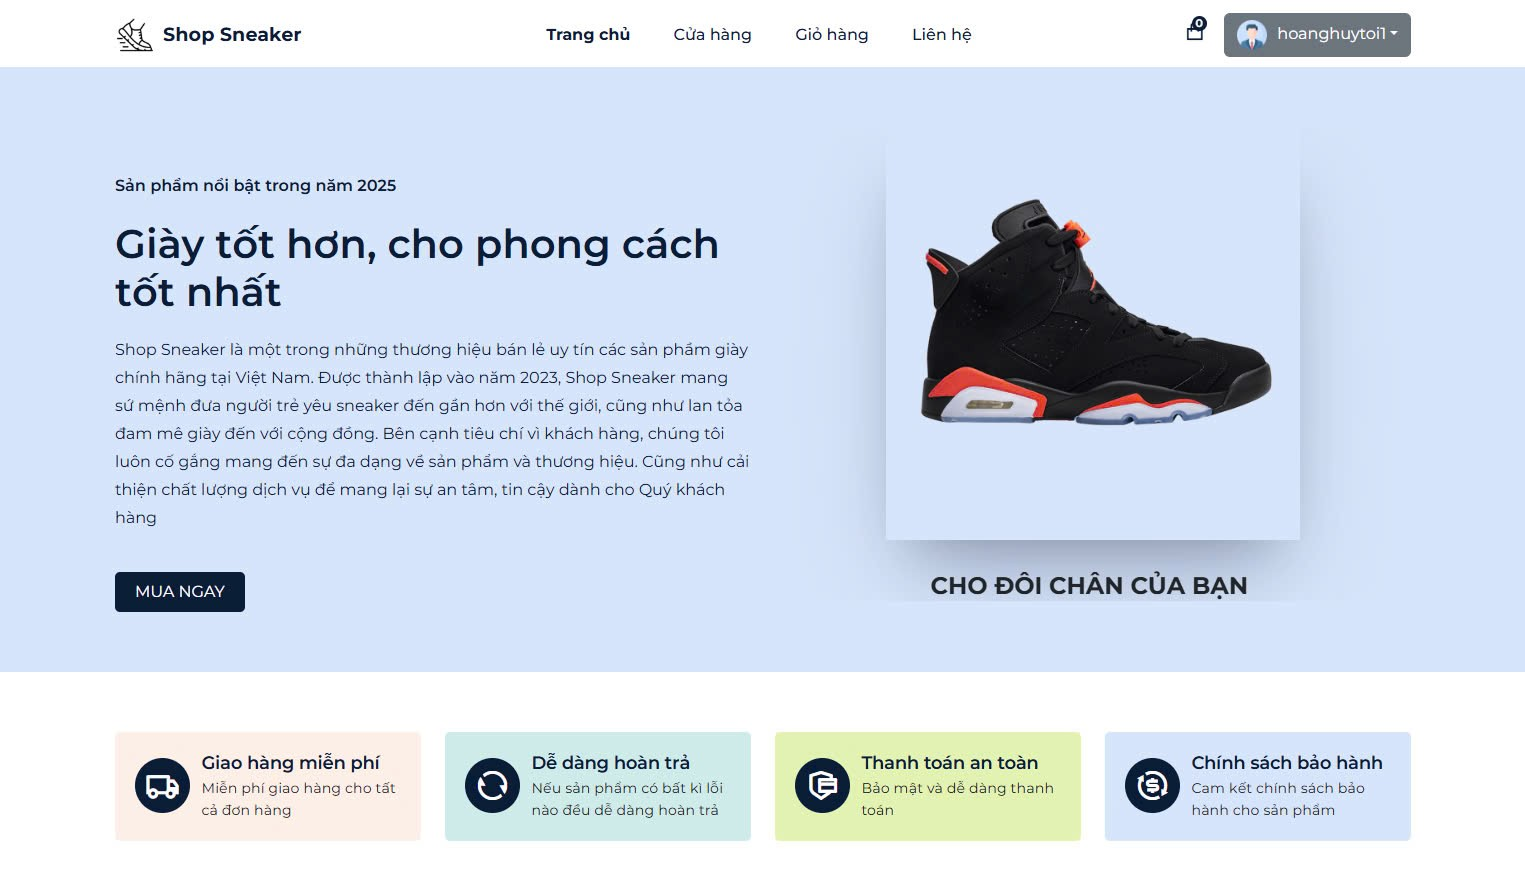 Shop Sneaker
Trang chủ
Cửa hàng
Giỏ hàng
Liên hệ
0
hoanghuytoi1
Sản phẩm nổi bật trong năm 2025
Giày tốt hơn, cho phong cách
tốt nhất
Shop Sneaker là một trong những thương hiệu bán lẻ uy tín các sản phẩm giày
chính hãng tại Việt Nam. Được thành lập vào năm 2023, Shop Sneaker mang
sứ mệnh đưa người trẻ yêu sneaker đến gần hơn với thế giới, cũng như lan tỏa
đam mê giày đến với cộng đồng. Bên cạnh tiêu chí vì khách hàng, chúng tôi
luôn cố gắng mang đến sự đa dạng về sản phẩm và thương hiệu. Cũng như cải
thiện chất lượng dịch vụ để mang lại sự an tâm, tin cậy dành cho Quý khách
hàng
MUA NGAY
CHO ĐÔI CHÂN CỦA BẠN
Giao hàng miễn phí
Miễn phí giao hàng cho tất
cả đơn hàng
Dễ dàng hoàn trả
Nếu sản phẩm có bất kì lỗi
nào đều dễ dàng hoàn trả
Thanh toán an toàn
Bảo mật và dễ dàng thanh
toán
Chính sách bảo hành
Cam kết chính sách bảo
hành cho sản phẩm